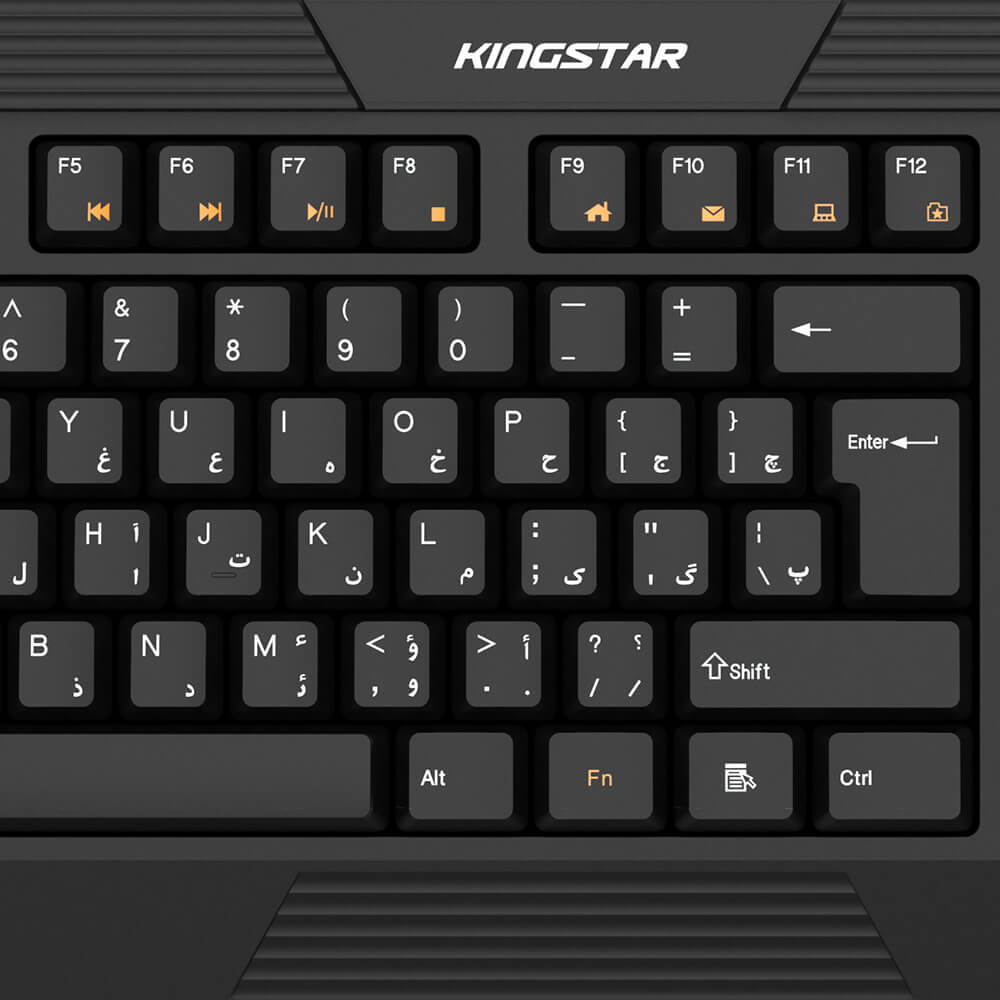 KINGSTAR
F5 F6 F7 F8 F9 F10 F11 F12
^ & * ( ) — +
6 7 8 9 0 _ =
Y U I O P { }
غ ع ه خ ح [ ج ] چ
H آ J K L : " ¦
ل ا ت ن م ; ک ' گ \ پ
B N M ء < ؤ > أ ? ؟
ذ د ئ , و . . / /
Enter
Shift
Alt Fn Ctrl